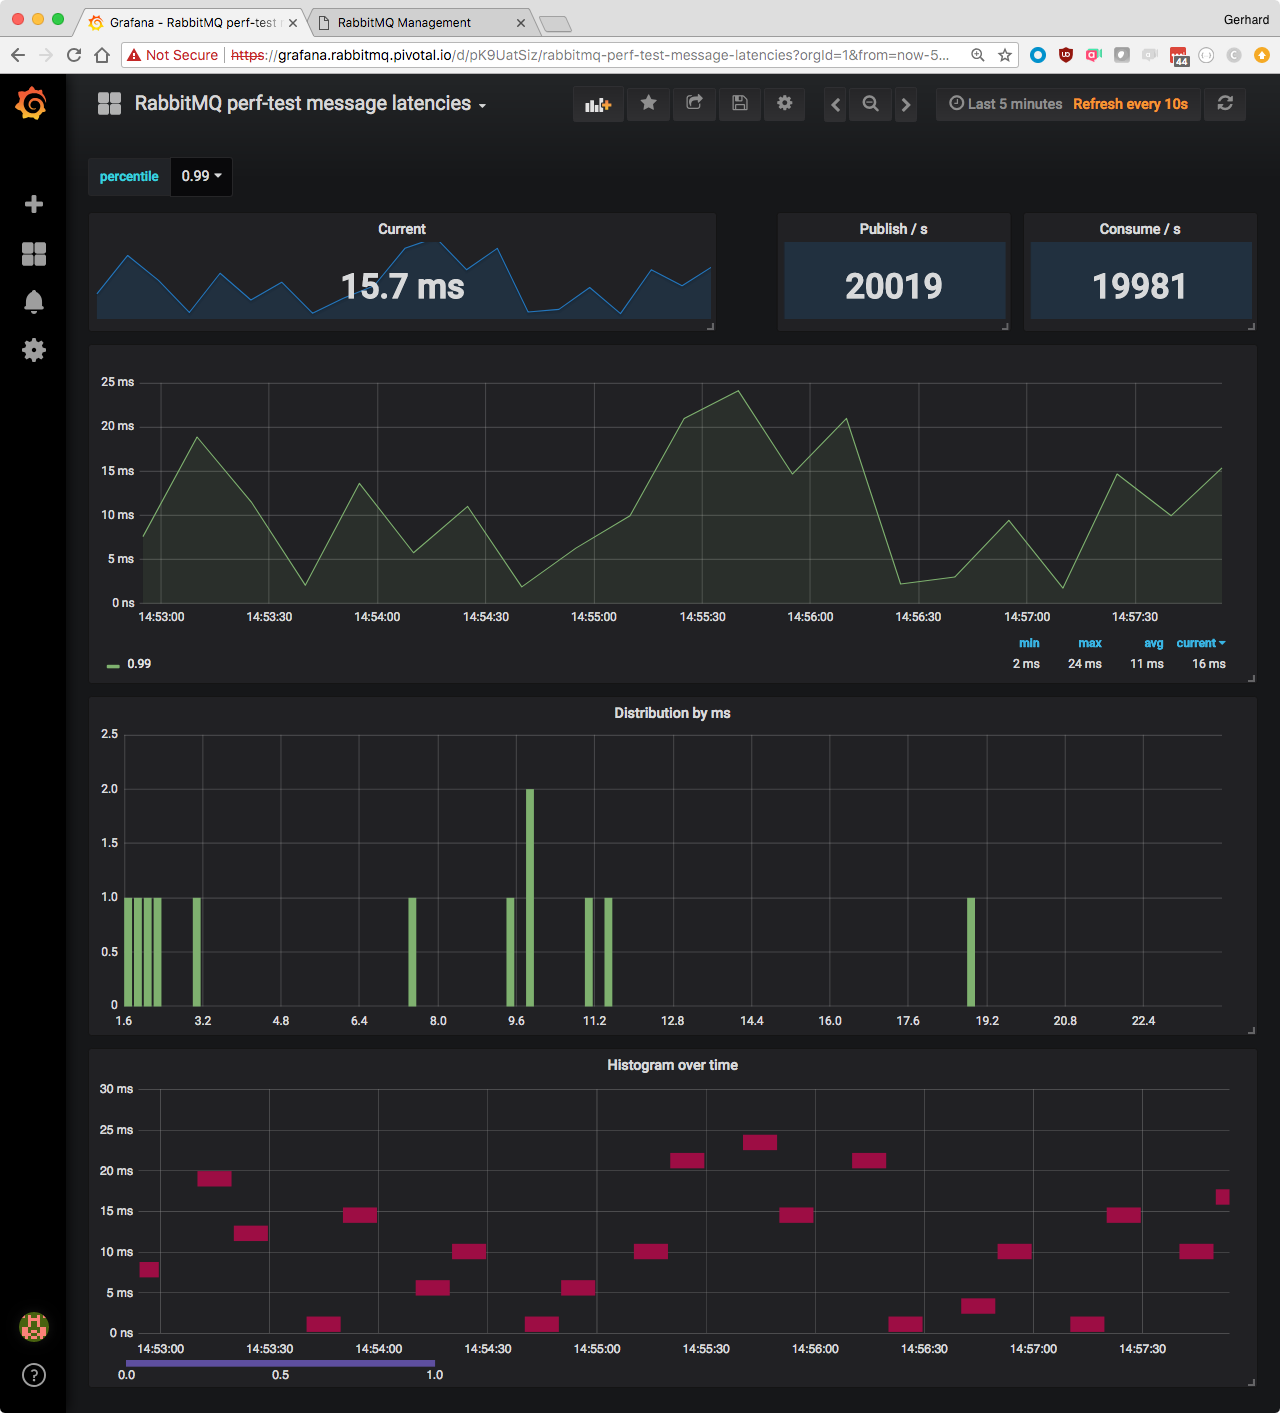 Grafana - RabbitMQ perf-test
RabbitMQ Management
Gerhard
Not Secure
https://grafana.rabbitmq.pivotal.io/d/pK9UatSiz/rabbitmq-perf-test-message-latencies?orgId=1&from=now-5...
44
RabbitMQ perf-test message latencies
Last 5 minutes Refresh every 10s
percentile 0.99
Current
15.7 ms
Publish / s
20019
Consume / s
19981
25 ms
20 ms
15 ms
10 ms
5 ms
0 ns
14:53:00 14:53:30 14:54:00 14:54:30 14:55:00 14:55:30 14:56:00 14:56:30 14:57:00 14:57:30
min max avg current
0.99 2 ms 24 ms 11 ms 16 ms
Distribution by ms
2.5
2.0
1.5
1.0
0.5
0
1.6 3.2 4.8 6.4 8.0 9.6 11.2 12.8 14.4 16.0 17.6 19.2 20.8 22.4
Histogram over time
30 ms
25 ms
20 ms
15 ms
10 ms
5 ms
0 ns
14:53:00 14:53:30 14:54:00 14:54:30 14:55:00 14:55:30 14:56:00 14:56:30 14:57:00 14:57:30
0.0 0.5 1.0